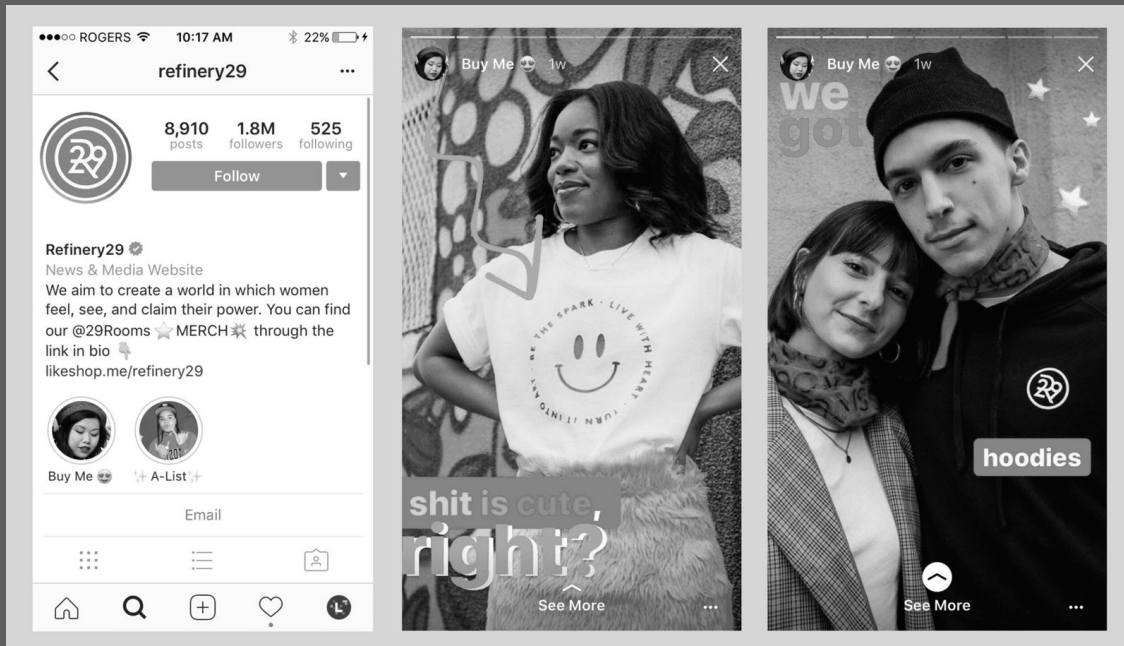 ROGERS 10:17 AM 22%
refinery29
8,910 1.8M 525
posts followers following
Follow
Refinery29
News & Media Website
We aim to create a world in which women
feel, see, and claim their power. You can find
our @29Rooms ⭐MERCH💥 through the
link in bio 👇
likeshop.me/refinery29
Buy Me 😍 ✨A-List✨
Email
L
Buy Me 😍 1w
BE THE SPARK · LIVE WITH HEART · TURN IT INTO ART ·
shit is cute,
right?
See More
Buy Me 😍 1w
we
got
29
hoodies
See More